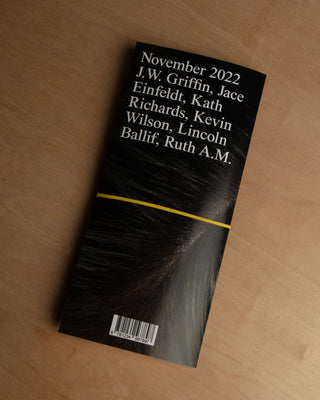 November 2022
J.W. Griffin, Jace
Einfeldt, Kath
Richards, Kevin
Wilson, Lincoln
Ballif, Ruth A.M.